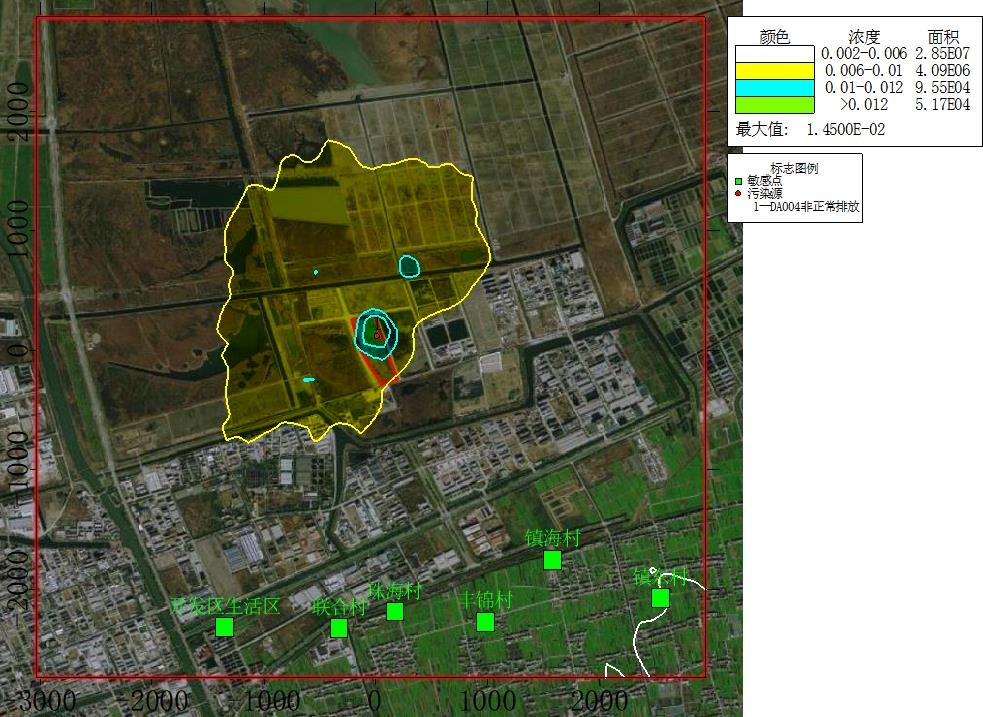 颜色 浓度 面积
0.002-0.006 2.85E07
0.006-0.01 4.09E06
0.01-0.012 9.55E04
>0.012 5.17E04
最大值: 1.4500E-02
标志图例
敏感点
污染源
1—DA004非正常排放
2000
1000
0
-1000
-2000
镇海村
开发区生活区
联合村
珠海村
丰锦村
-3000 -2000 -1000 0 1000 2000